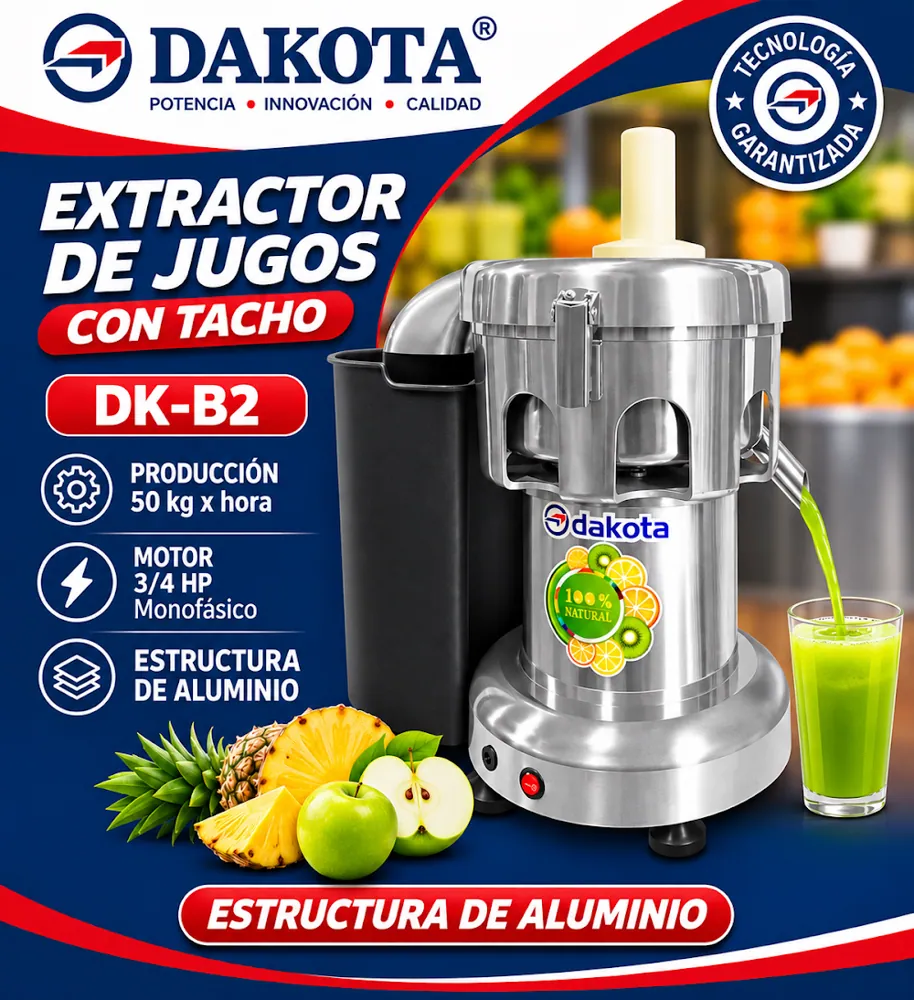 DAKOTA®
POTENCIA • INNOVACIÓN • CALIDAD
TECNOLOGÍA
GARANTIZADA
EXTRACTOR
DE JUGOS
CON TACHO
DK-B2
PRODUCCIÓN
50 kg x hora
MOTOR
3/4 HP
Monofásico
ESTRUCTURA
DE ALUMINIO
dakota
100%
NATURAL
ESTRUCTURA DE ALUMINIO